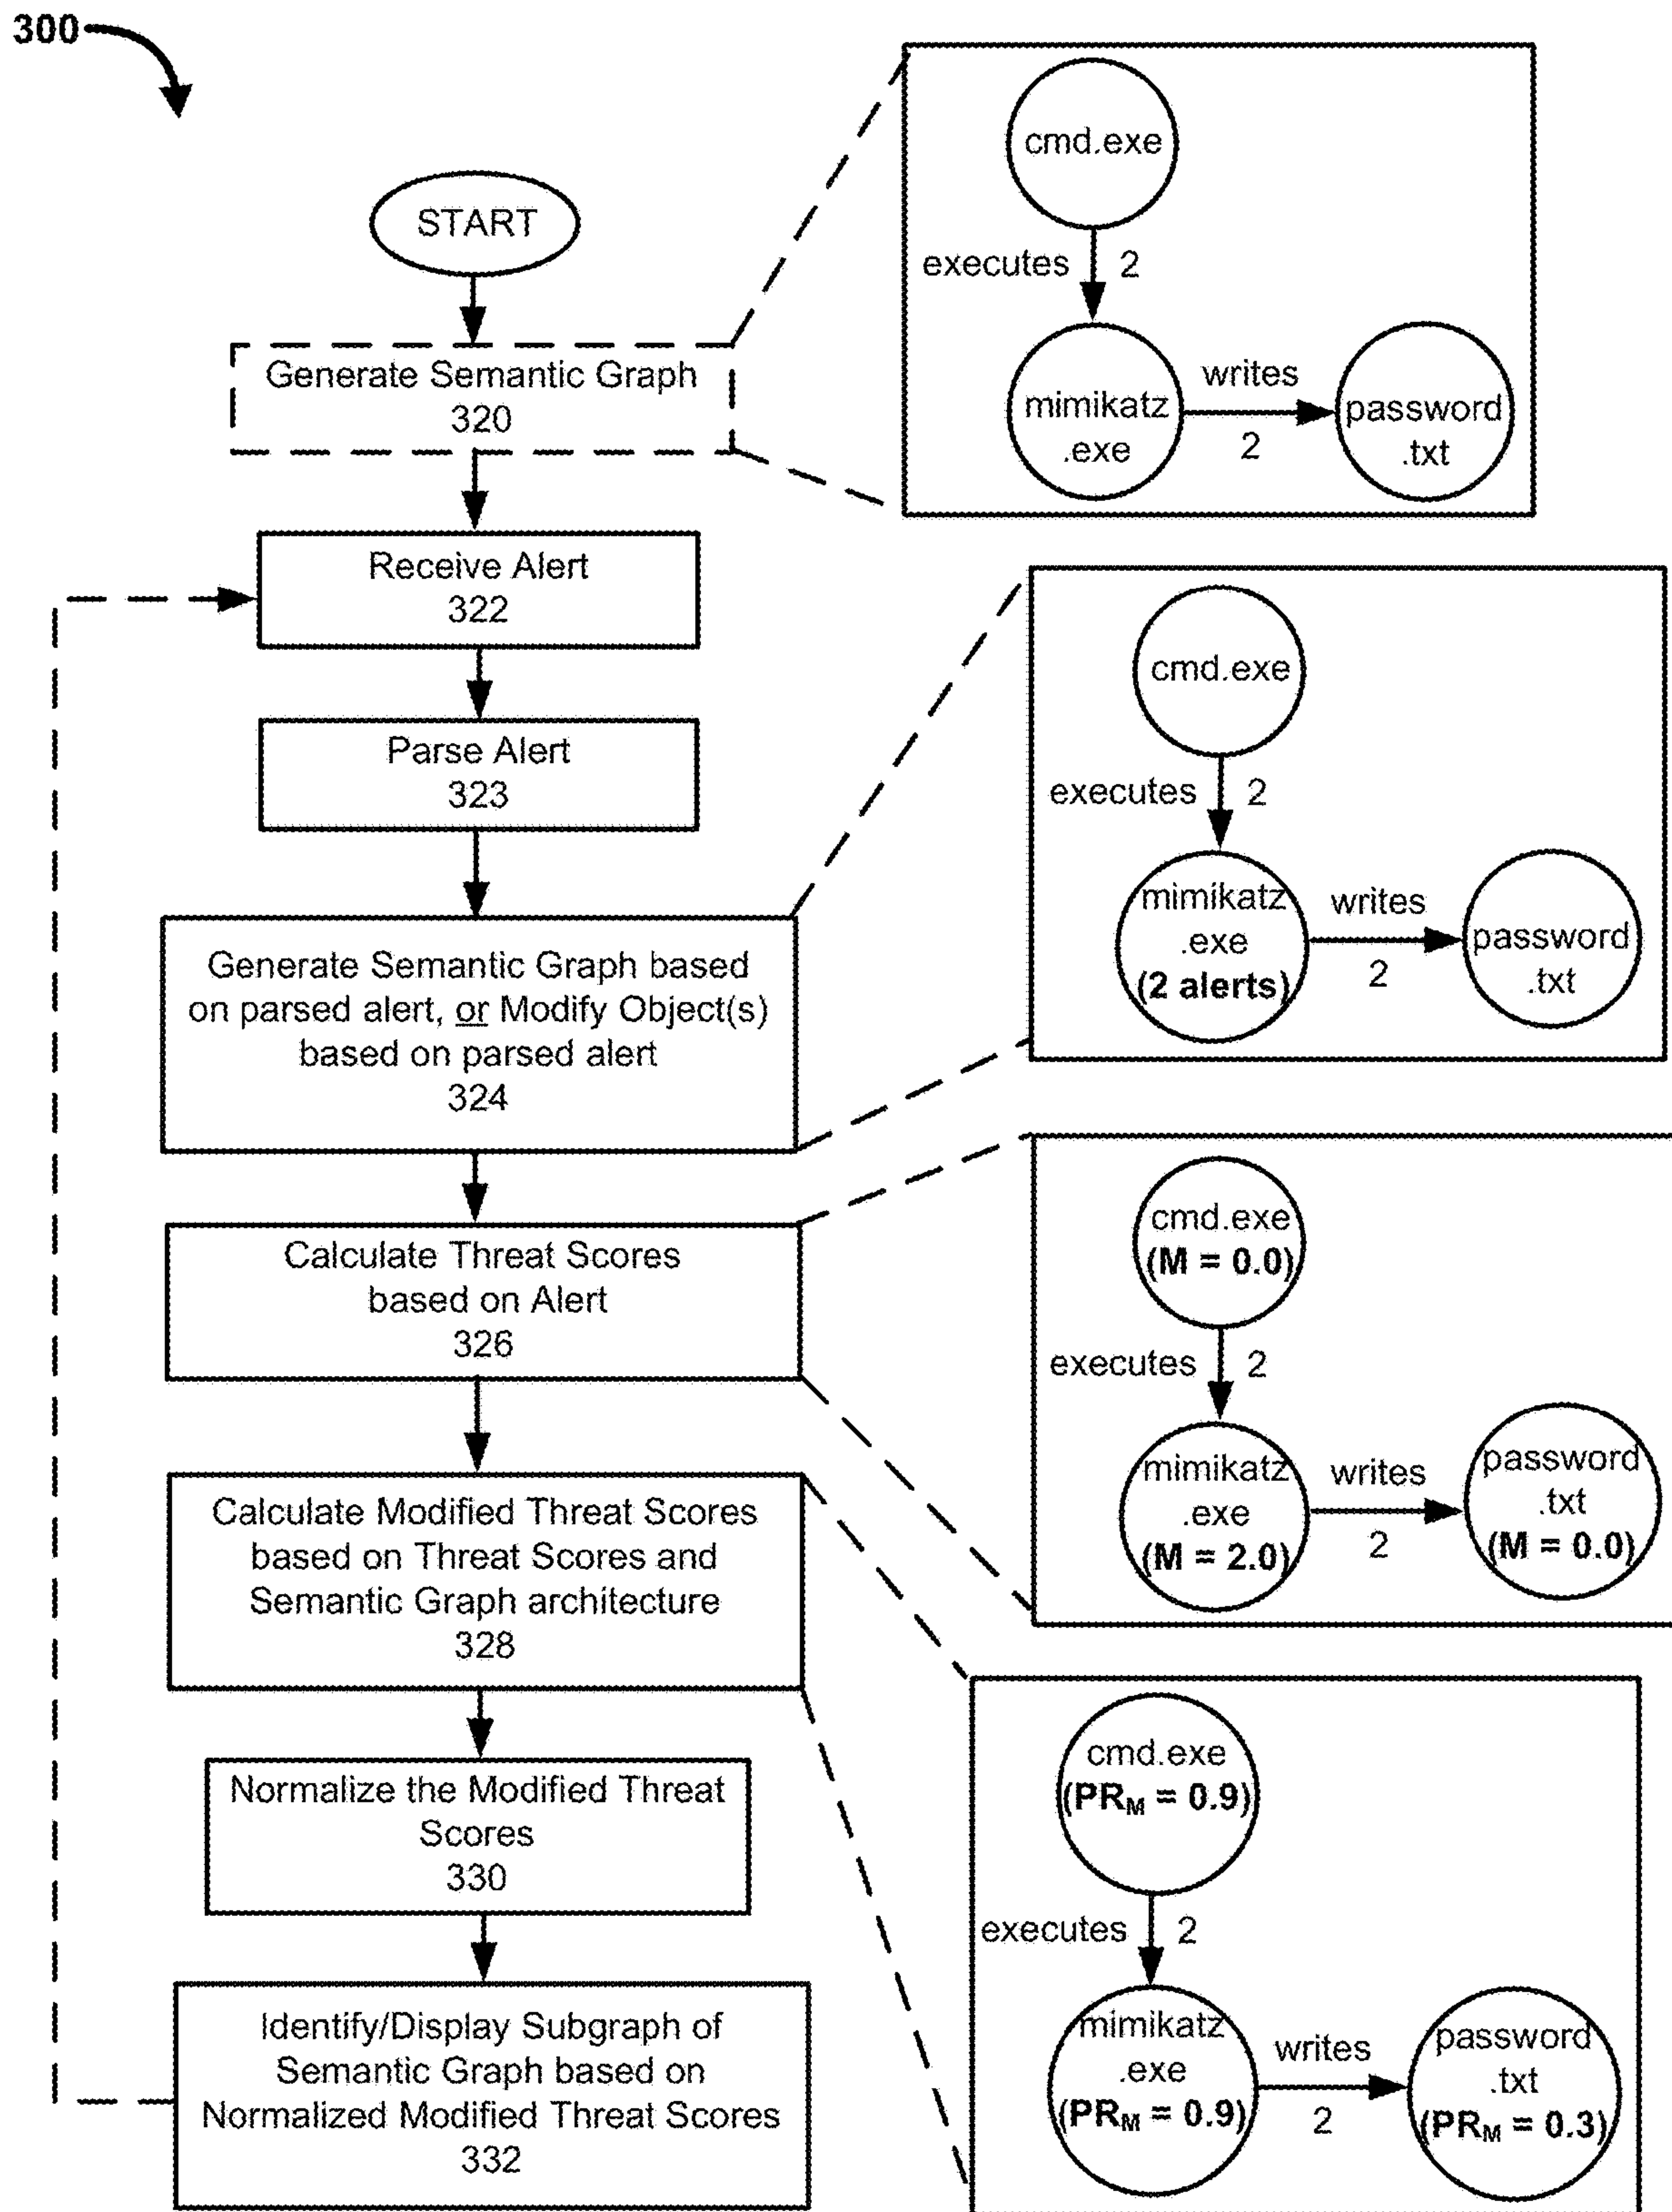 300
START
Generate Semantic Graph
320
Receive Alert
322
Parse Alert
323
Generate Semantic Graph based
on parsed alert, or Modify Object(s)
based on parsed alert
324
Calculate Threat Scores
based on Alert
326
Calculate Modified Threat Scores
based on Threat Scores and
Semantic Graph architecture
328
Normalize the Modified Threat
Scores
330
Identify/Display Subgraph of
Semantic Graph based on
Normalized Modified Threat Scores
332
cmd.exe
executes 2
mimikatz
.exe
writes
2
password
.txt
cmd.exe
executes 2
mimikatz
.exe
(2 alerts)
writes
2
password
.txt
cmd.exe
(M = 0.0)
executes 2
mimikatz
.exe
(M = 2.0)
writes
2
password
.txt
(M = 0.0)
cmd.exe
(PRM = 0.9)
executes 2
mimikatz
.exe
(PRM = 0.9)
writes
2
password
.txt
(PRM = 0.3)